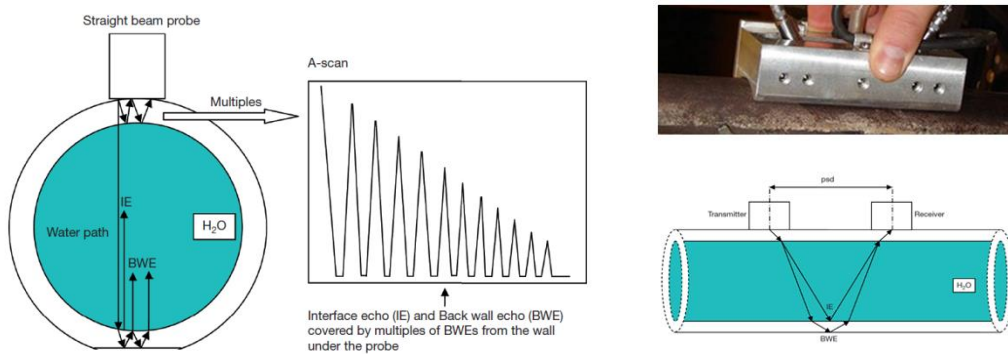 Straight beam probe
A-scan
Multiples
IE
Water path
H₂O
BWE
Interface echo (IE) and Back wall echo (BWE)
covered by multiples of BWEs from the wall
under the probe
psd
Transmitter
Receiver
IE
H₂O
BWE